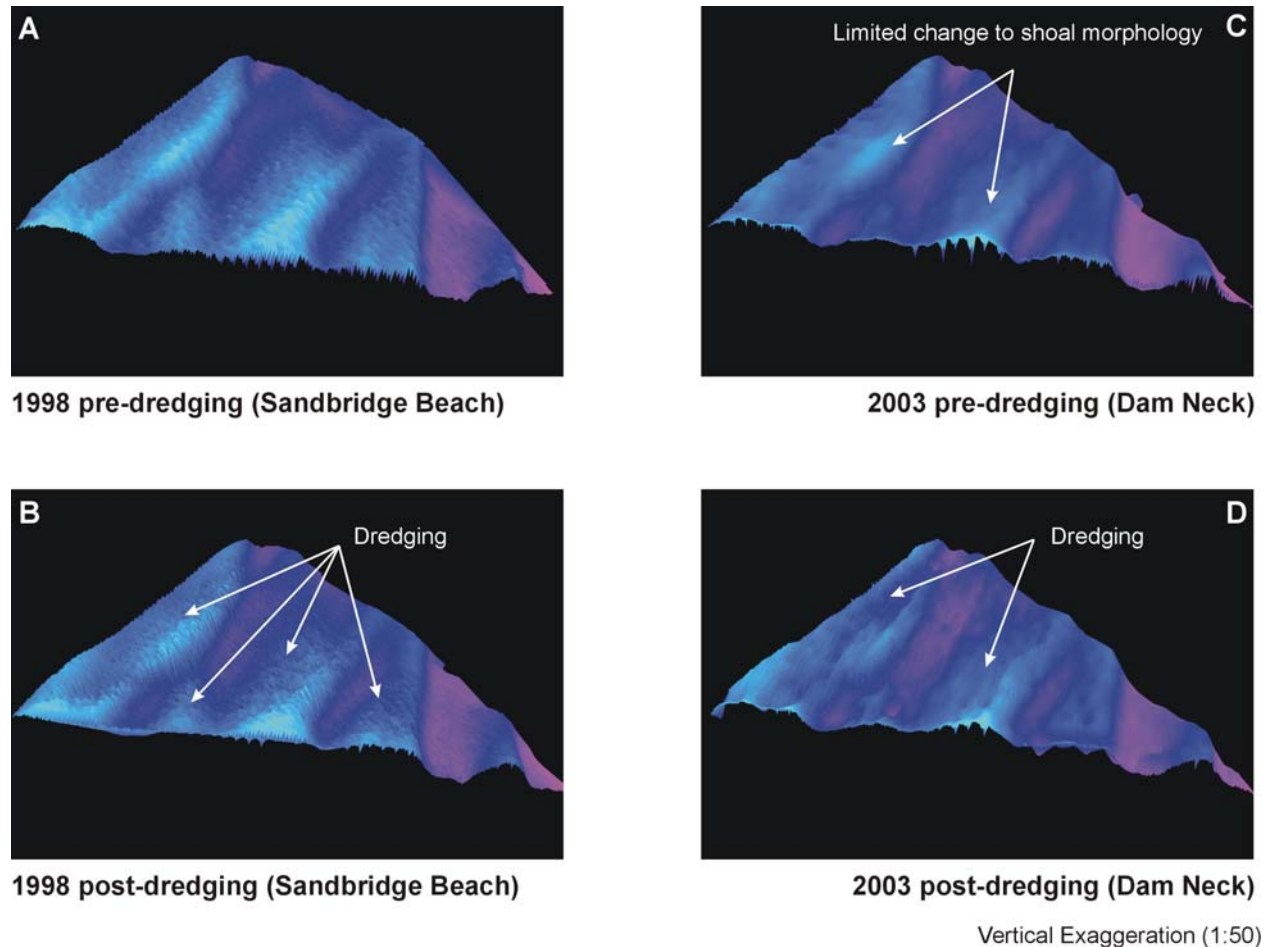 A
1998 pre-dredging (Sandbridge Beach)
C
Limited change to shoal morphology
2003 pre-dredging (Dam Neck)
B
Dredging
1998 post-dredging (Sandbridge Beach)
D
Dredging
2003 post-dredging (Dam Neck)
Vertical Exaggeration (1:50)